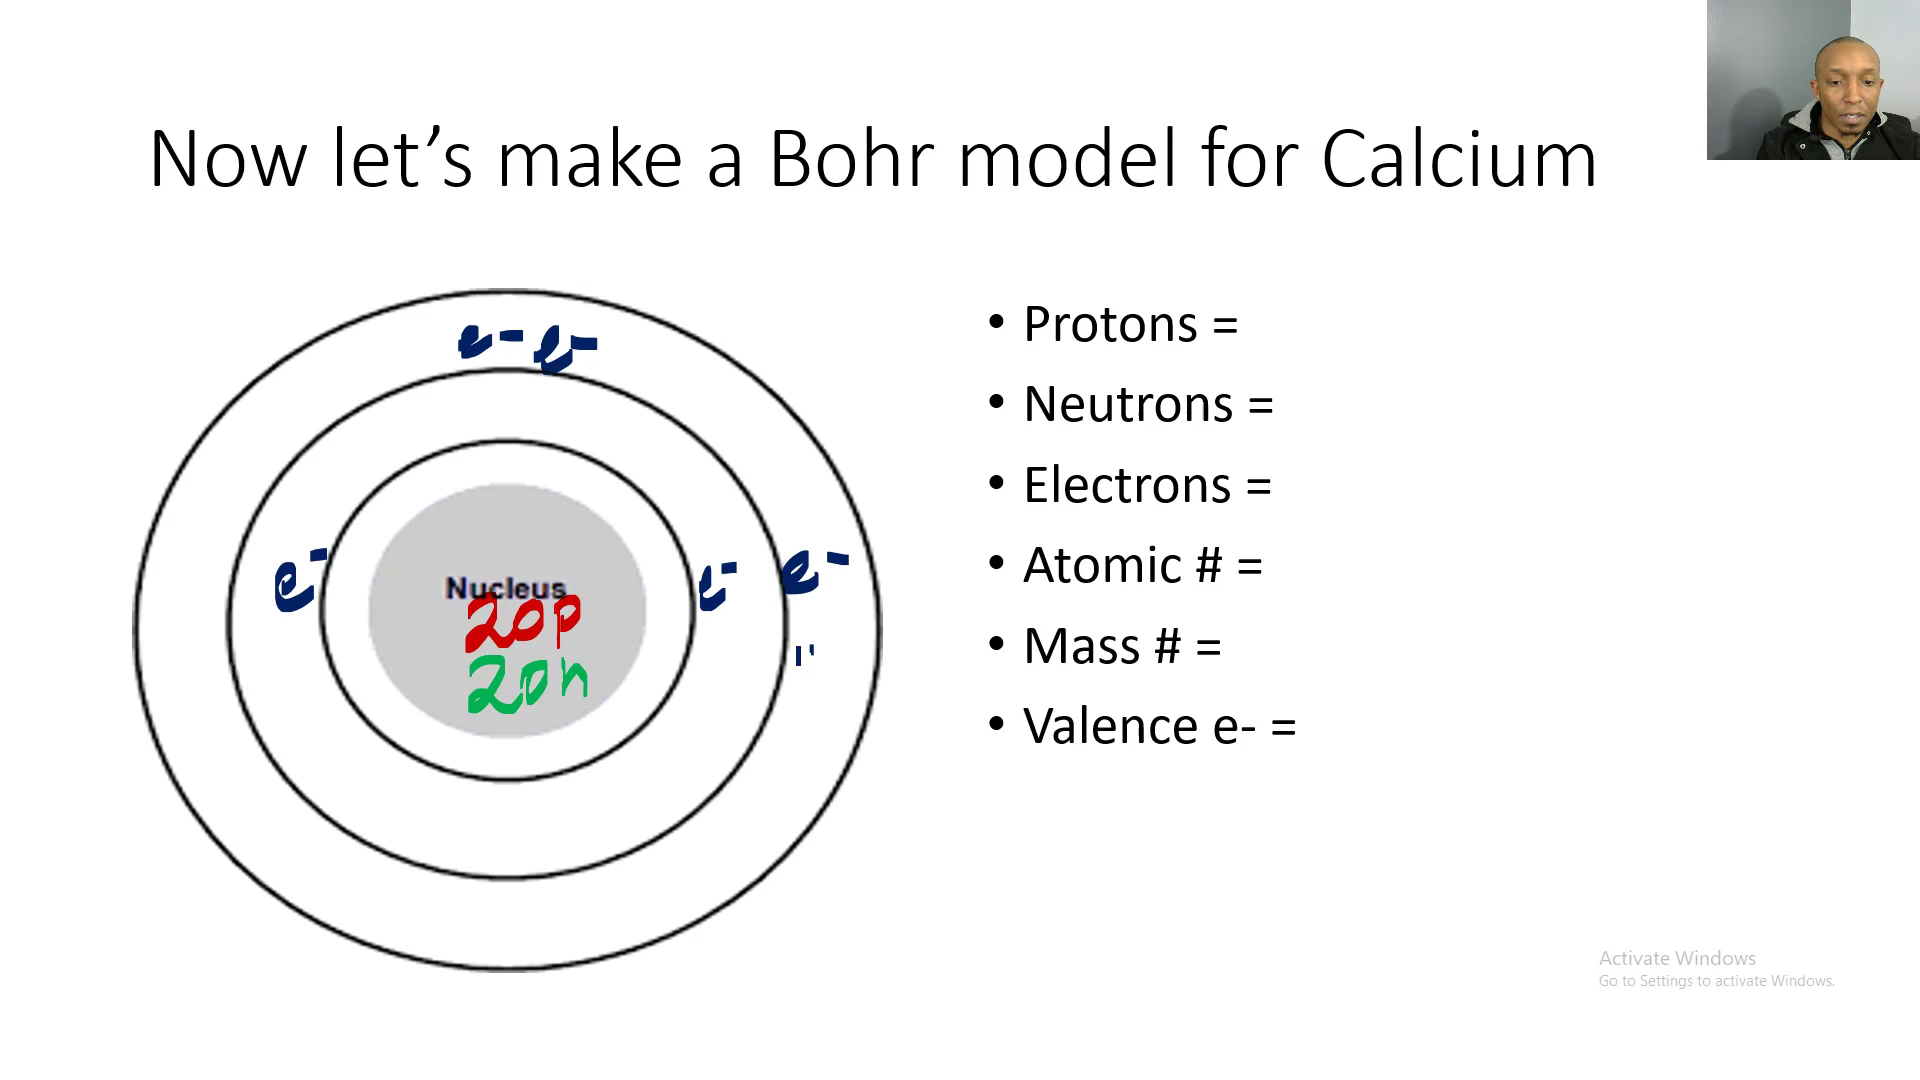 Now let’s make a Bohr model for Calcium
e- e-
e-
e-
e-
Nucleus
20p
20n
• Protons =
• Neutrons =
• Electrons =
• Atomic # =
• Mass # =
• Valence e- =
Activate Windows
Go to Settings to activate Windows.